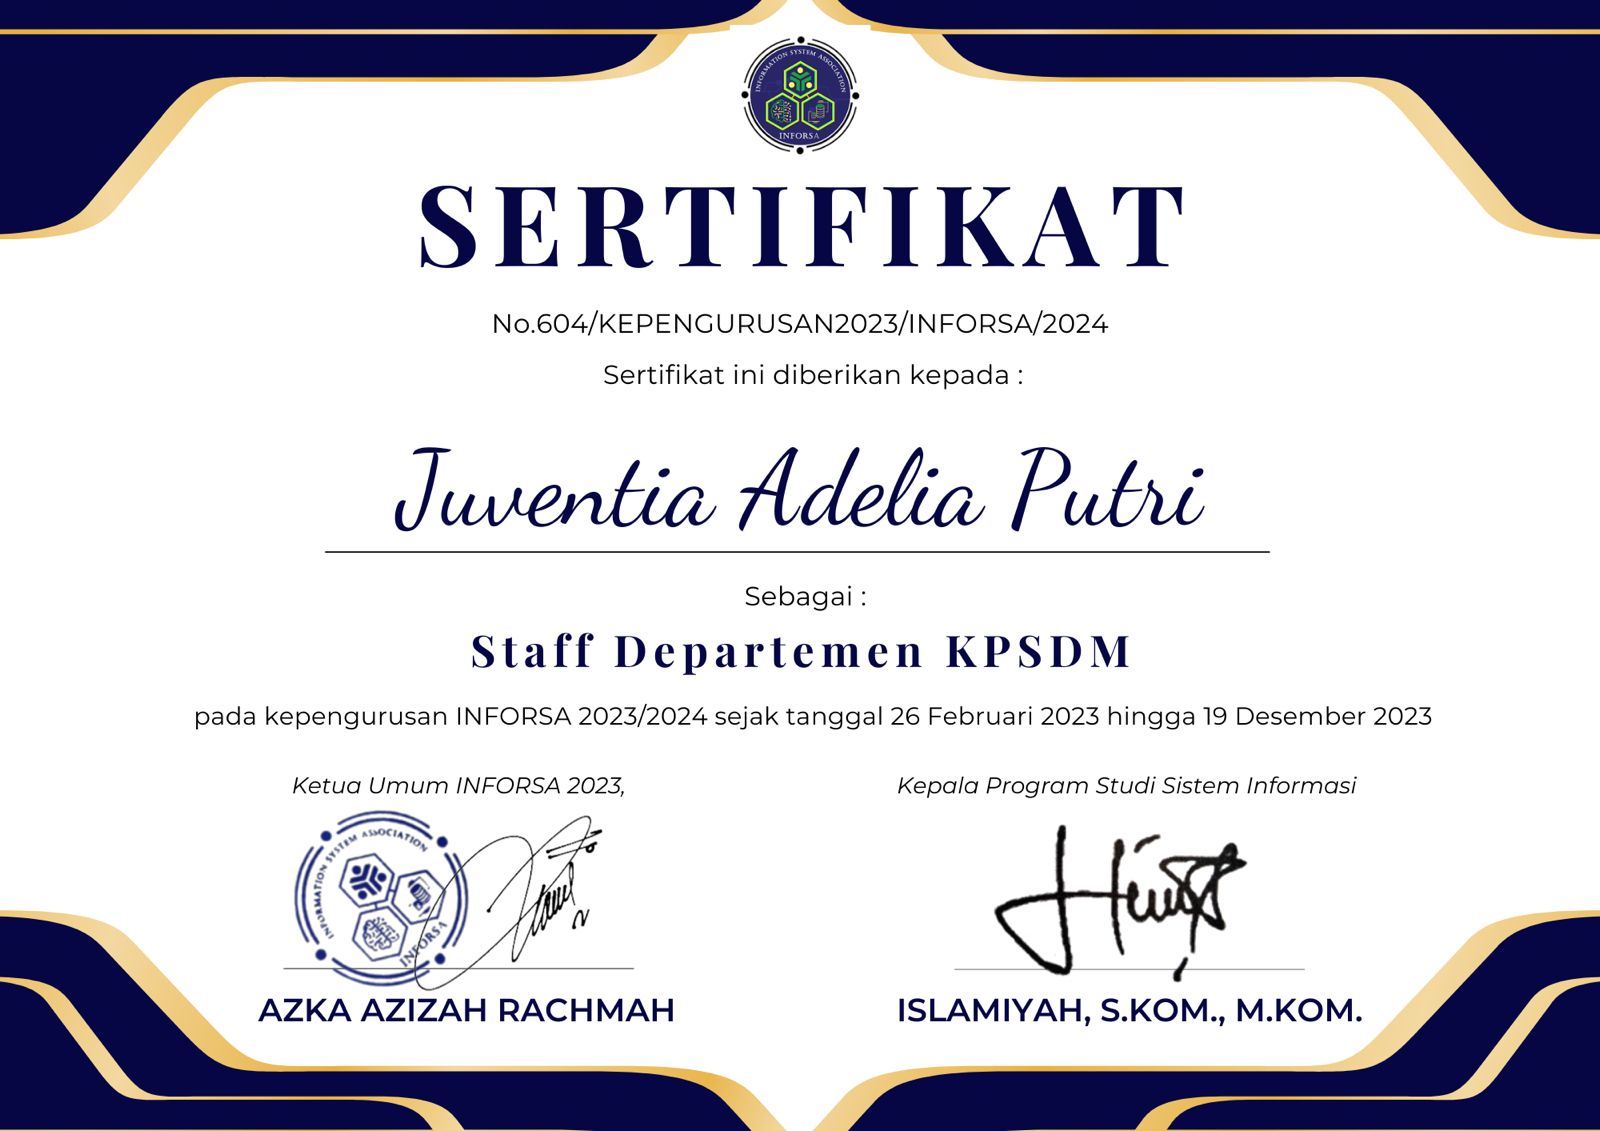 INFORMATION SYSTEM ASSOCIATION
INFORSA
SERTIFIKAT
No.604/KEPENGURUSAN2023/INFORSA/2024
Sertifikat ini diberikan kepada :
Juventia Adelia Putri
Sebagai :
Staff Departemen KPSDM
pada kepengurusan INFORSA 2023/2024 sejak tanggal 26 Februari 2023 hingga 19 Desember 2023
Ketua Umum INFORSA 2023,
Kepala Program Studi Sistem Informasi
INFORMATION SYSTEM ASSOCIATION
INFORSA
AZKA AZIZAH RACHMAH
ISLAMIYAH, S.KOM., M.KOM.